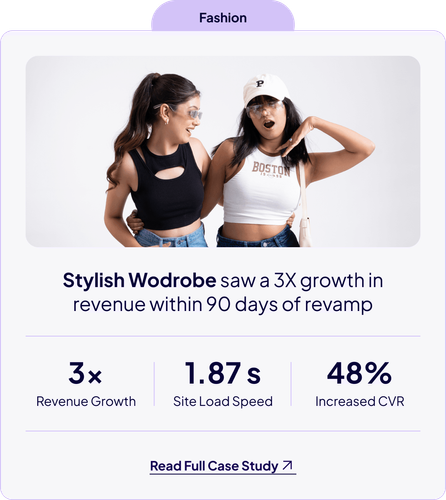 Fashion
P
BOSTON
Stylish Wodrobe saw a 3X growth in
revenue within 90 days of revamp
3×
1.87 s
48%
Revenue Growth
Site Load Speed
Increased CVR
Read Full Case Study ↗